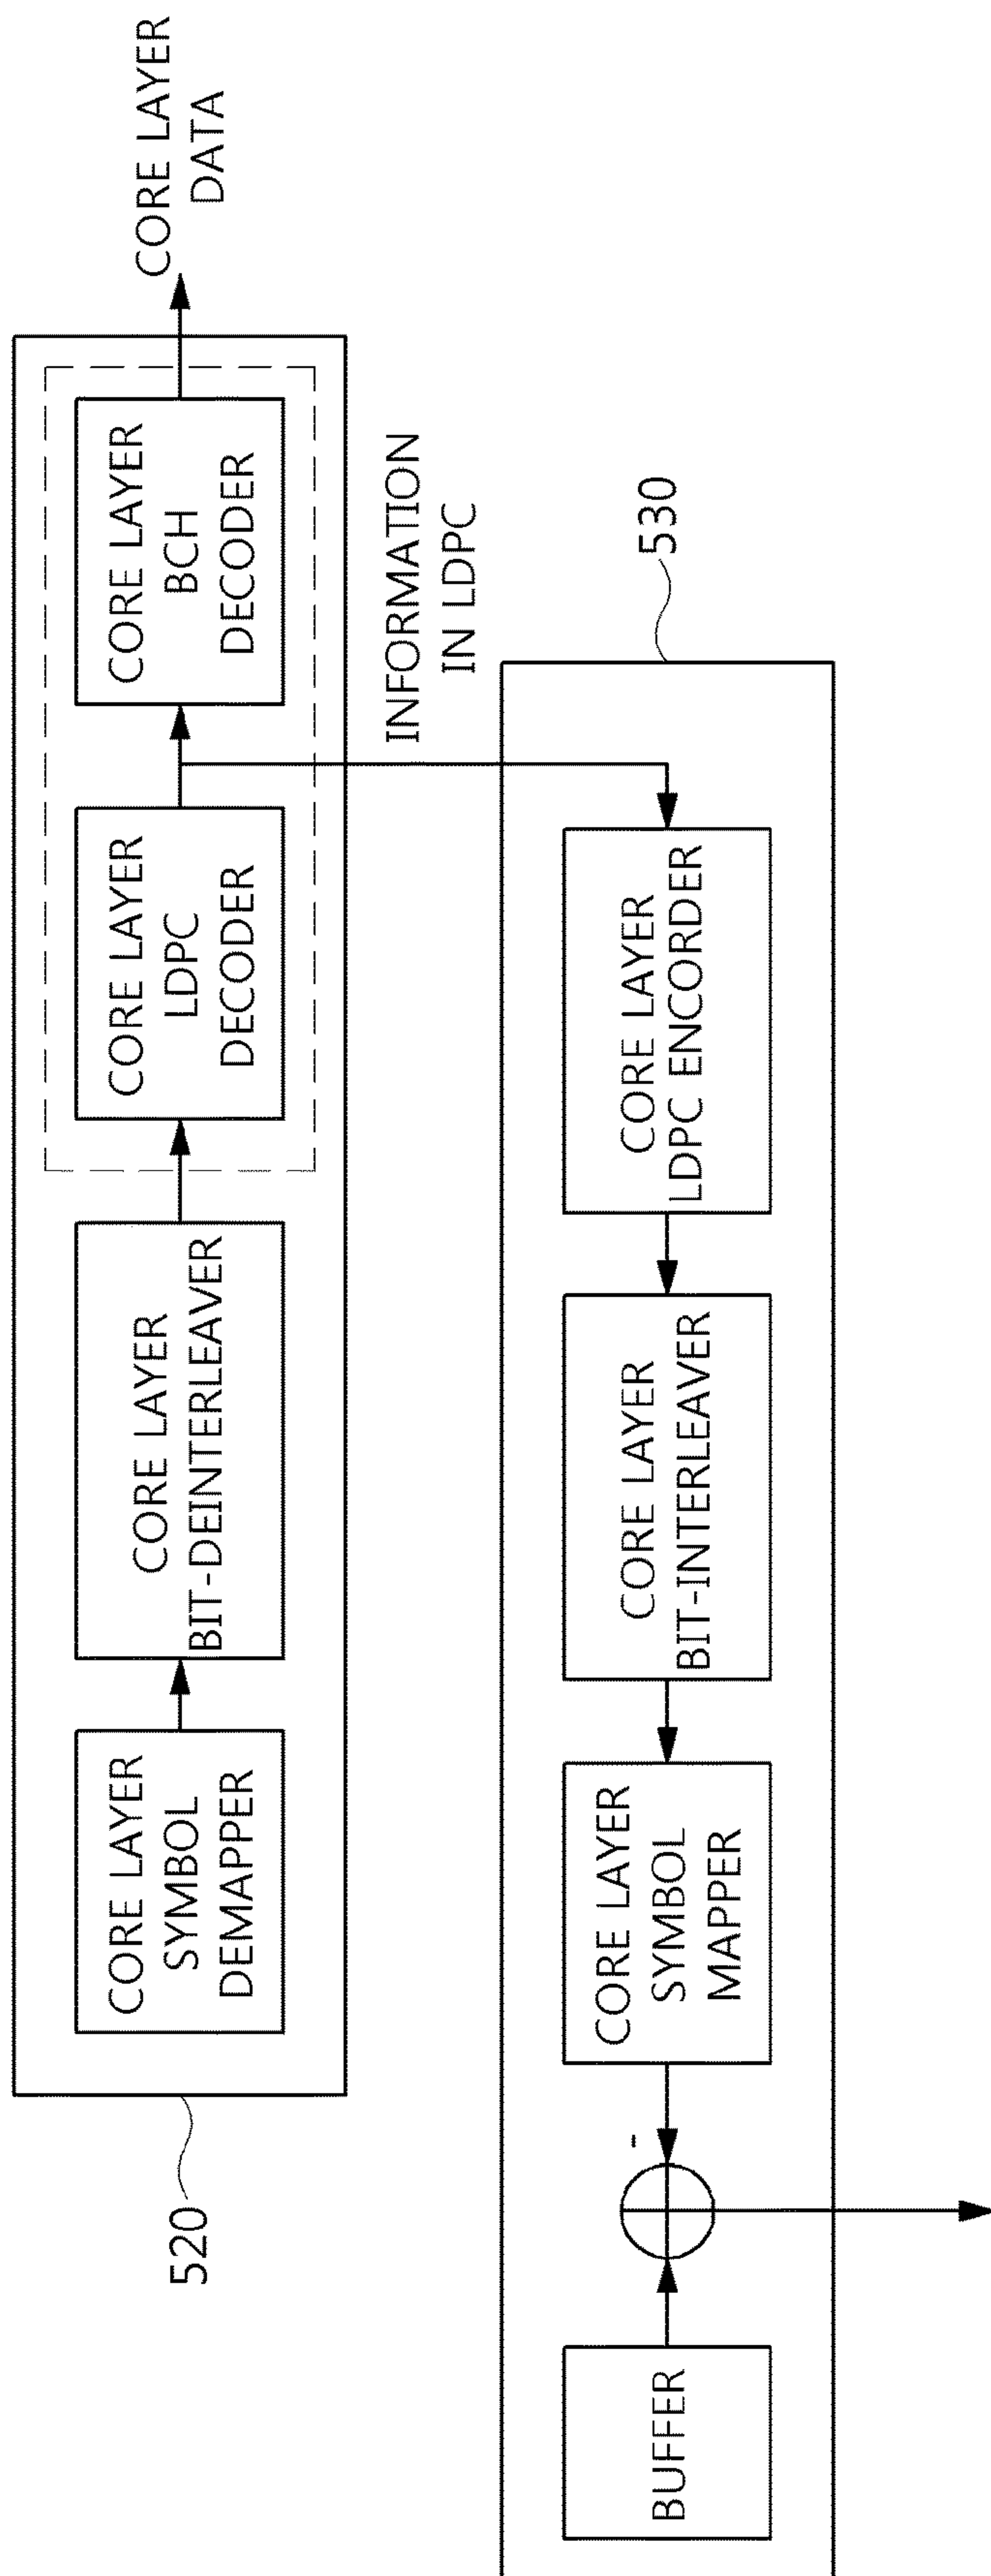 520
CORE LAYER
SYMBOL
DEMAPPER
CORE LAYER
BIT-DEINTERLEAVER
CORE LAYER
LDPC
DECODER
CORE LAYER
BCH
DECODER
CORE LAYER
DATA
INFORMATION
IN LDPC
530
BUFFER
-
CORE LAYER
SYMBOL
MAPPER
CORE LAYER
BIT-INTERLEAVER
CORE LAYER
LDPC ENCORDER